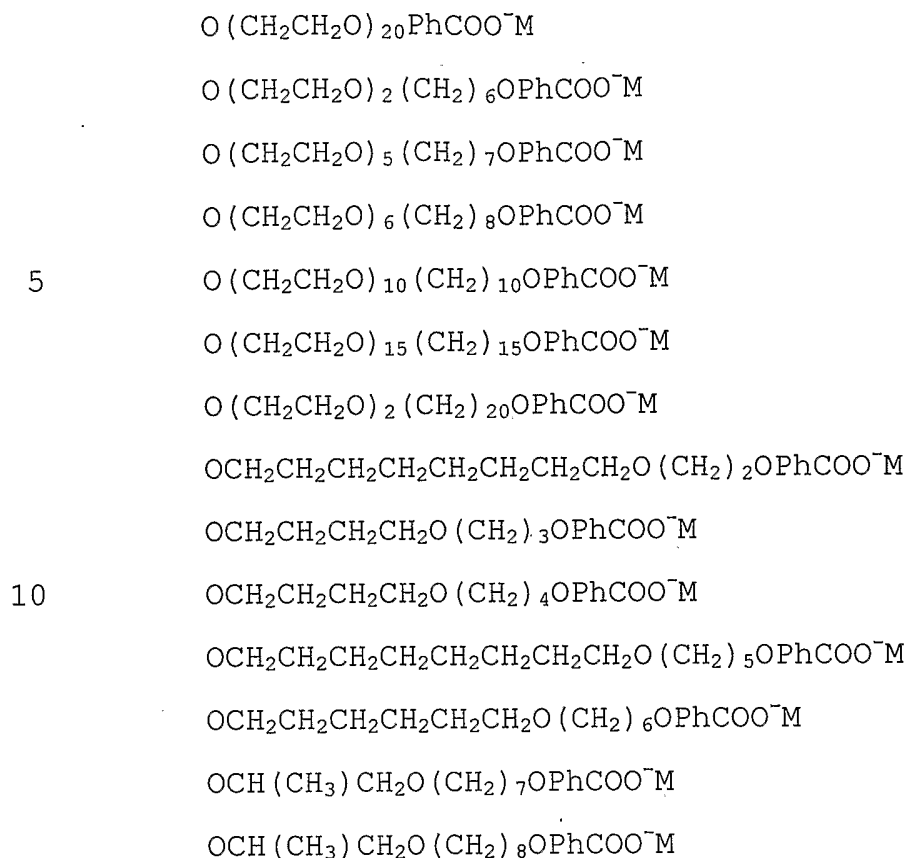 O(CH₂CH₂O)₂₀PhCOO⁻M
O(CH₂CH₂O)₂(CH₂)₆OPhCOO⁻M
O(CH₂CH₂O)₅(CH₂)₇OPhCOO⁻M
O(CH₂CH₂O)₆(CH₂)₈OPhCOO⁻M
5 O(CH₂CH₂O)₁₀(CH₂)₁₀OPhCOO⁻M
O(CH₂CH₂O)₁₅(CH₂)₁₅OPhCOO⁻M
O(CH₂CH₂O)₂(CH₂)₂₀OPhCOO⁻M
OCH₂CH₂CH₂CH₂CH₂CH₂CH₂CH₂O(CH₂)₂OPhCOO⁻M
OCH₂CH₂CH₂CH₂O(CH₂)₃OPhCOO⁻M
10 OCH₂CH₂CH₂CH₂O(CH₂)₄OPhCOO⁻M
OCH₂CH₂CH₂CH₂CH₂CH₂CH₂CH₂O(CH₂)₅OPhCOO⁻M
OCH₂CH₂CH₂CH₂CH₂CH₂O(CH₂)₆OPhCOO⁻M
OCH(CH₃)CH₂O(CH₂)₇OPhCOO⁻M
OCH(CH₃)CH₂O(CH₂)₈OPhCOO⁻M